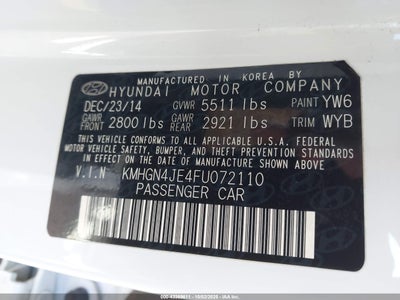 MANUFACTURED IN KOREA BY
HYUNDAI MOTOR COMPANY
DEC/23/14 GVWR 5511 lbs PAINT YW6
GAWR FRONT 2800 lbs GAWR REAR 2921 lbs TRIM WYB
THIS VEHICLE CONFORMS TO ALL APPLICABLE U.S.A. FEDERAL
MOTOR VEHICLE SAFETY, BUMPER, AND THEFT PREVENTION
STANDARDS IN EFFECT ON THE DATE OF MANUFACTURE
SHOWN ABOVE.
V.I.N KMHGN4JE4FU072110
PASSENGER CAR